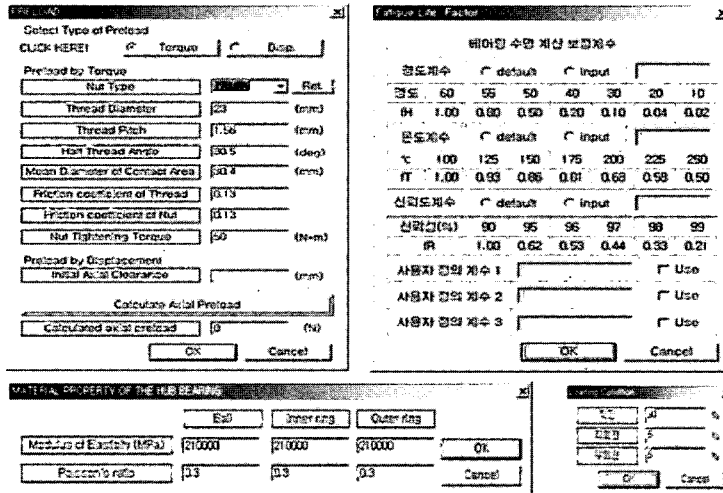 PRELOAD
Select Type of Preload
CLICK HERE! Torque Disp.
Preload by Torque
Nut Type Ret.
Thread Diameter 23 (mm)
Thread Pitch 1.56 (mm)
Half Thread Angle 30.5 (deg)
Mean Diameter of Contact Area 30.4 (mm)
Friction coefficient of Thread 0.13
Friction coefficient of Nut 0.13
Nut Tightening Torque 50 (N•m)
Preload by Displacement
Initial Axial Clearance (mm)
Calculate Axial Preload
Calculated axial preload 0 (N)
OK Cancel
Fatigue Life Factor
베어링 수명 계산 보정계수
경도계수 default Input
경도 60 55 50 40 30 20 10
fH 1.00 0.80 0.50 0.20 0.10 0.04 0.02
온도계수 default Input
℃ 100 125 150 175 200 225 250
fT 1.00 0.93 0.86 0.81 0.68 0.58 0.50
신뢰도계수 default Input
신뢰성(%) 90 95 96 97 98 99
fR 1.00 0.62 0.53 0.44 0.33 0.21
사용자 정의 계수 1 Use
사용자 정의 계수 2 Use
사용자 정의 계수 3 Use
OK Cancel
MATERIAL PROPERTY OF THE HUB BEARING
Ball Inner ring Outer ring
Modulus of Elasticity (MPa) 210000 210000 210000 OK
Poisson's ratio 0.3 0.3 0.3 Cancel
%
5 %
5 %
OK Cancel